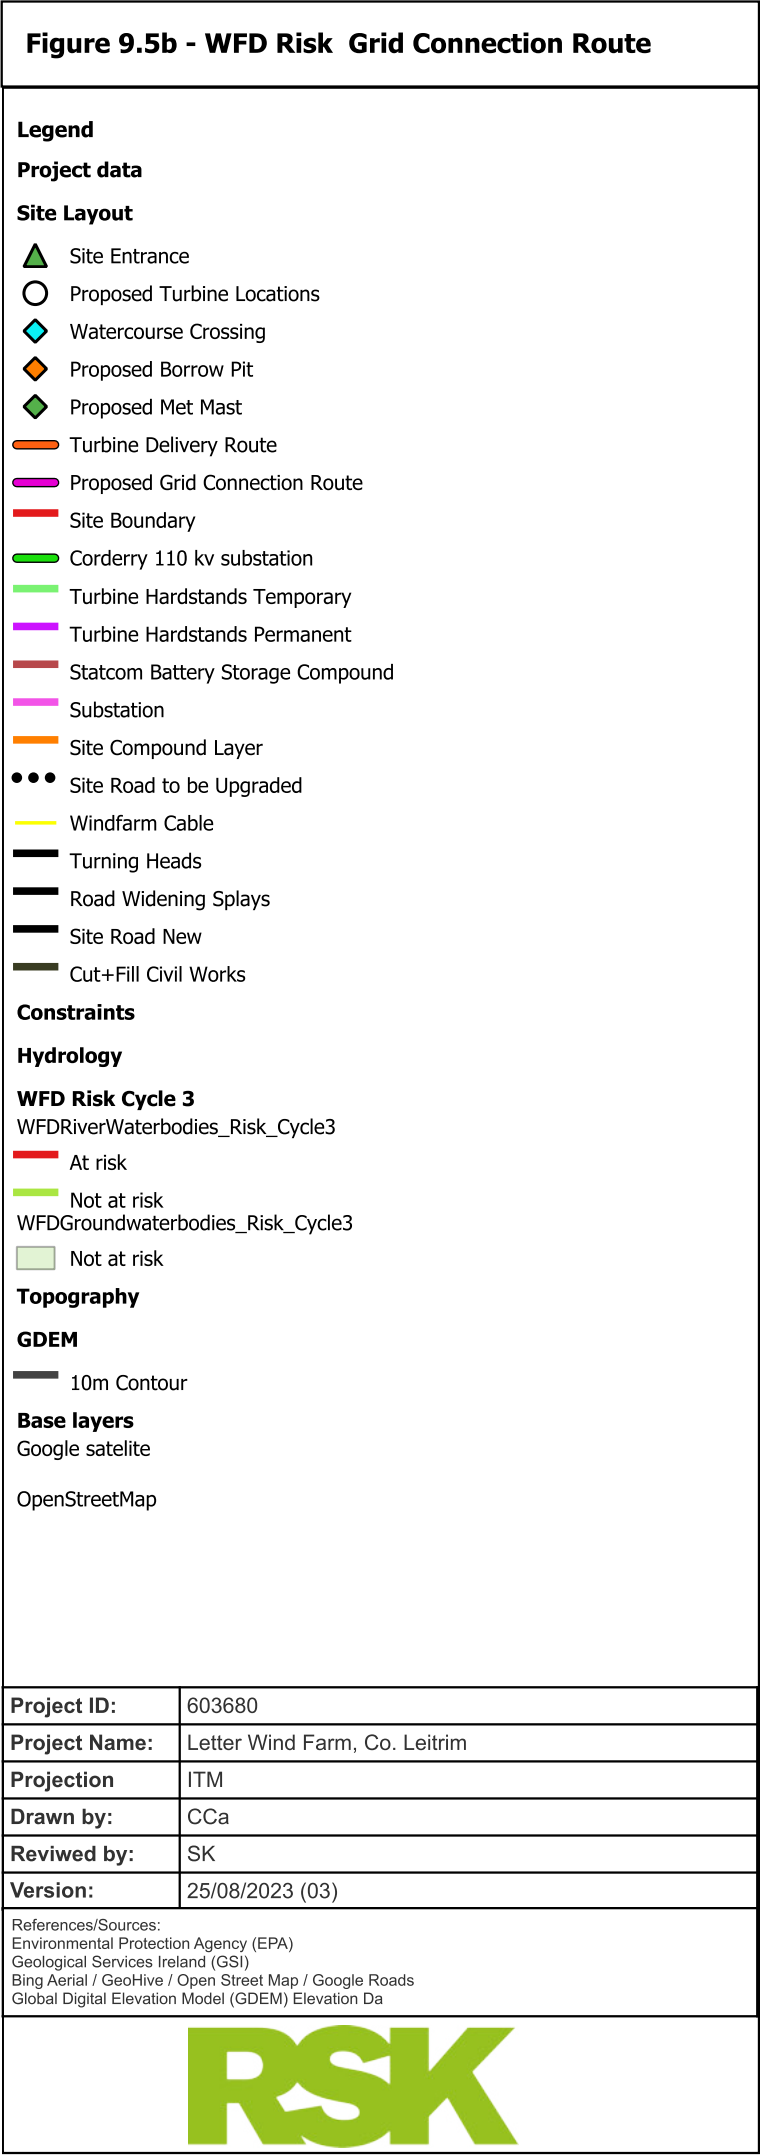 Figure 9.5b - WFD Risk  Grid Connection Route
Legend
Project data
Site Layout
Site Entrance
Proposed Turbine Locations
Watercourse Crossing
Proposed Borrow Pit
Proposed Met Mast
Turbine Delivery Route
Proposed Grid Connection Route
Site Boundary
Corderry 110 kv substation
Turbine Hardstands Temporary
Turbine Hardstands Permanent
Statcom Battery Storage Compound
Substation
Site Compound Layer
Site Road to be Upgraded
Windfarm Cable
Turning Heads
Road Widening Splays
Site Road New
Cut+Fill Civil Works
Constraints
Hydrology
WFD Risk Cycle 3
WFDRiverWaterbodies_Risk_Cycle3
At risk
Not at risk
WFDGroundwaterbodies_Risk_Cycle3
Not at risk
Topography
GDEM
10m Contour
Base layers
Google satelite
OpenStreetMap
Project ID: 603680
Project Name: Letter Wind Farm, Co. Leitrim
Projection ITM
Drawn by: CCa
Reviwed by: SK
Version: 25/08/2023 (03)
References/Sources:
Environmental Protection Agency (EPA)
Geological Services Ireland (GSI)
Bing Aerial / GeoHive / Open Street Map / Google Roads
Global Digital Elevation Model (GDEM) Elevation Da
RSK